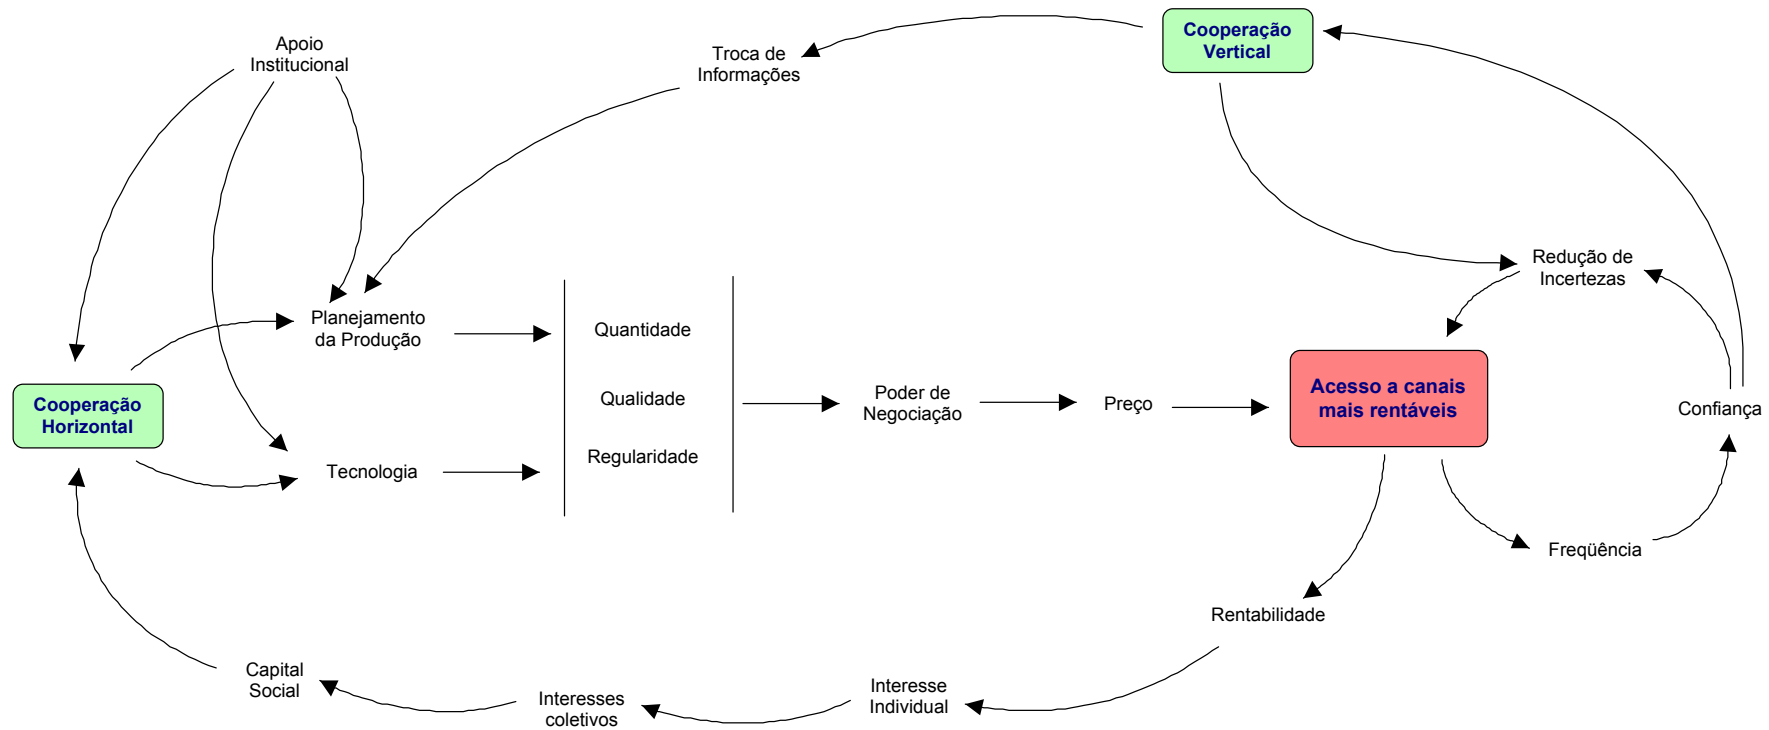 Apoio
Institucional
Troca de
Informações
Cooperação
Vertical
Redução de
Incertezas
Planejamento
da Produção
Quantidade
Qualidade
Regularidade
Cooperação
Horizontal
Tecnologia
Poder de
Negociação
Preço
Acesso a canais
mais rentáveis
Confiança
Freqüência
Rentabilidade
Capital
Social
Interesses
coletivos
Interesse
Individual